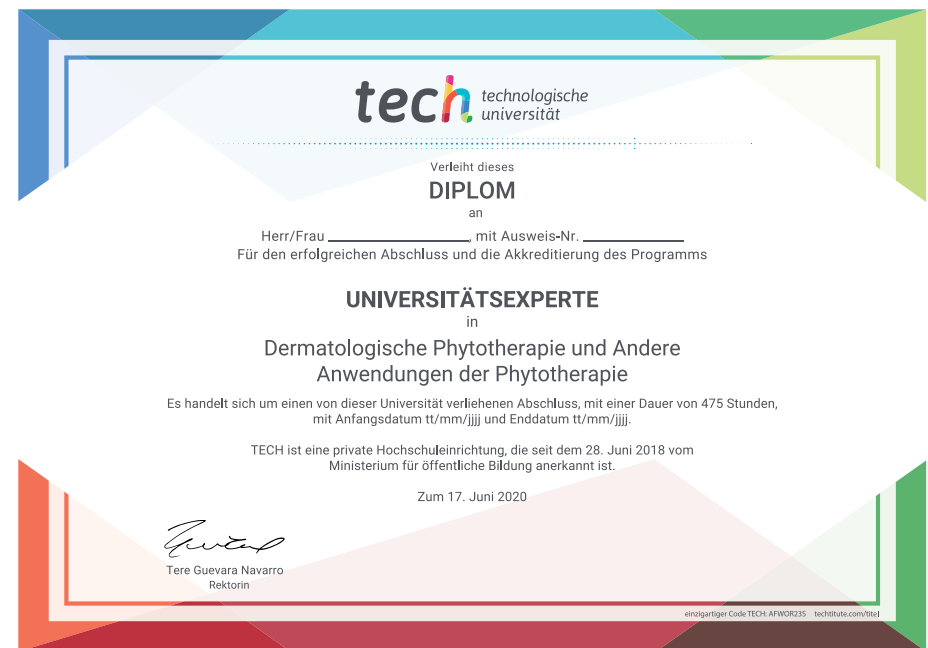 tech technologische
universität
Verleiht dieses
DIPLOM
an
Herr/Frau ____________, mit Ausweis-Nr. ____________
Für den erfolgreichen Abschluss und die Akkreditierung des Programms
UNIVERSITÄTSEXPERTE
in
Dermatologische Phytotherapie und Andere
Anwendungen der Phytotherapie
Es handelt sich um einen von dieser Universität verliehenen Abschluss, mit einer Dauer von 475 Stunden,
mit Anfangsdatum tt/mm/jjjj und Enddatum tt/mm/jjjj.
TECH ist eine private Hochschuleinrichtung, die seit dem 28. Juni 2018 vom
Ministerium für öffentliche Bildung anerkannt ist.
Zum 17. Juni 2020
Tere Guevara Navarro
Rektorin
einzigartiger Code TECH: AFWOR23S techtitute.com/titel